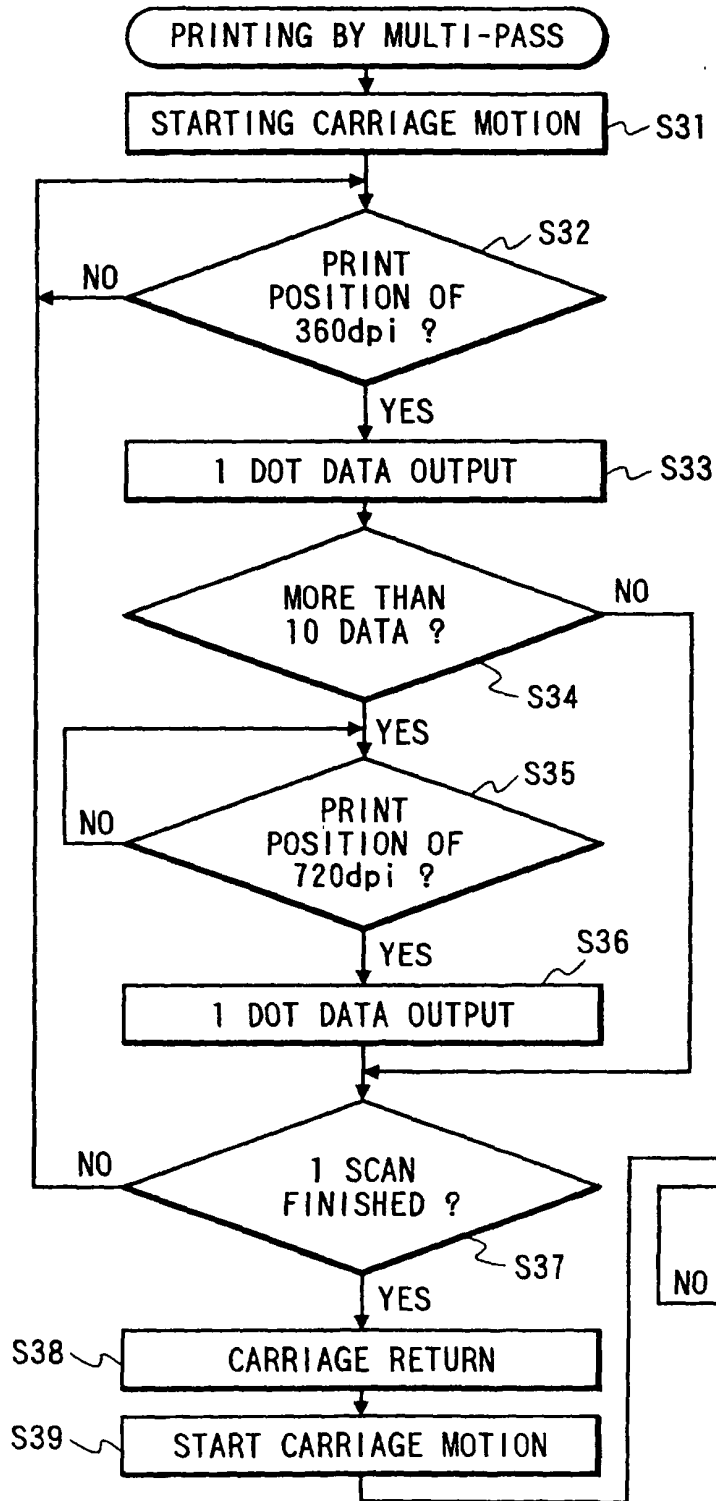 PRINTING BY MULTI-PASS
STARTING CARRIAGE MOTION
S31
S32
PRINT
POSITION OF
360dpi ?
NO
YES
1 DOT DATA OUTPUT
S33
MORE THAN
10 DATA ?
NO
S34
YES
S35
PRINT
POSITION OF
720dpi ?
NO
YES
S36
1 DOT DATA OUTPUT
1 SCAN
FINISHED ?
NO
S37
NO
YES
S38
CARRIAGE RETURN
S39
START CARRIAGE MOTION